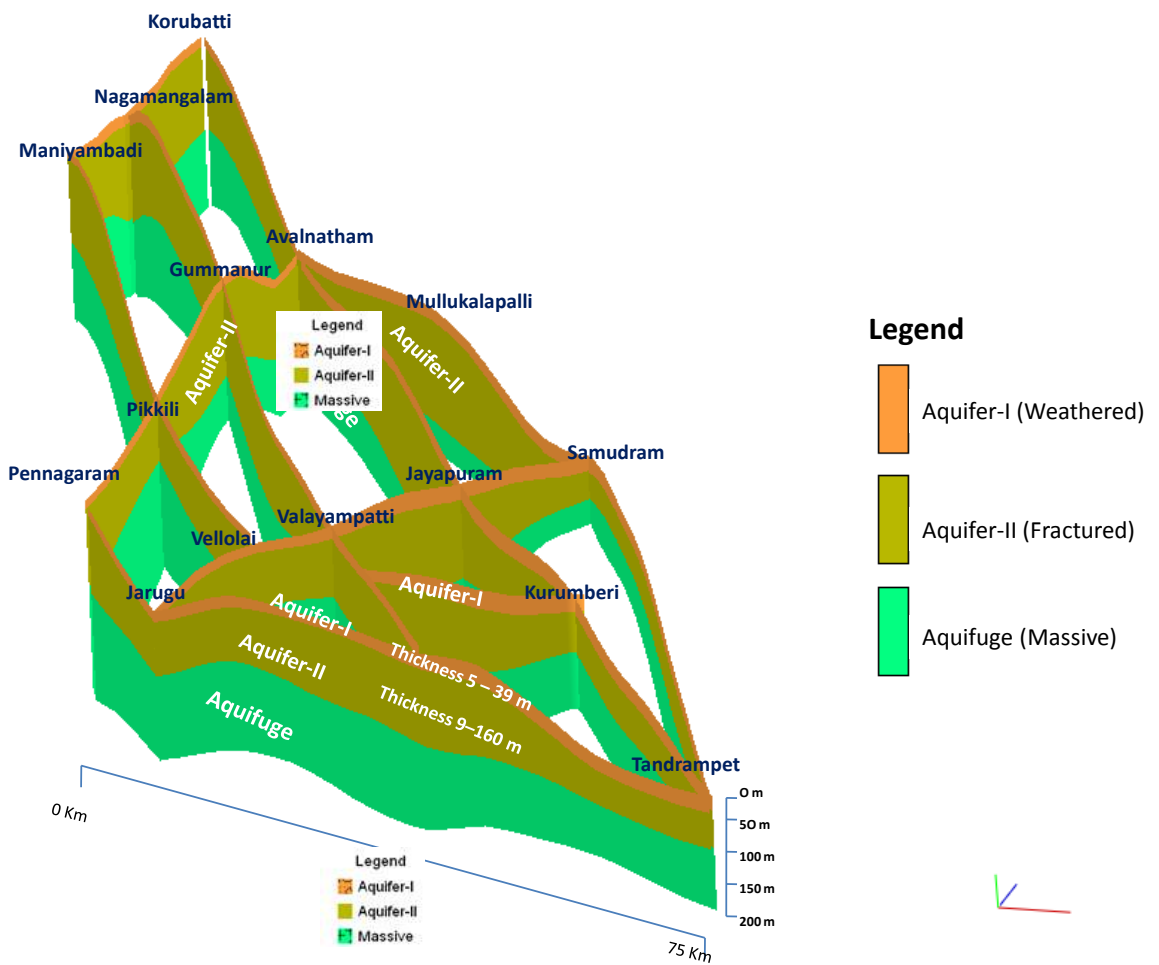 Korubatti
Nagamangalam
Maniyambadi
Avalnatham
Gummanur
Mullukalapalli
Legend
Aquifer-I
Aquifer-II
Massive
Aquifer-II
Aquifer-II
ge
Legend
Aquifer-I (Weathered)
Aquifer-II (Fractured)
Aquifuge (Massive)
Pikkili
Pennagaram
Samudram
Jayapuram
Valayampatti
Vellolai
Jarugu
Aquifer-I
Kurumberi
Aquifer-I
Aquifer-II
Thickness 5 – 39 m
Thickness 9–160 m
Aquifuge
Tandrampet
O m
50 m
100 m
150 m
200 m
0 Km
75 Km
Legend
Aquifer-I
Aquifer-II
Massive